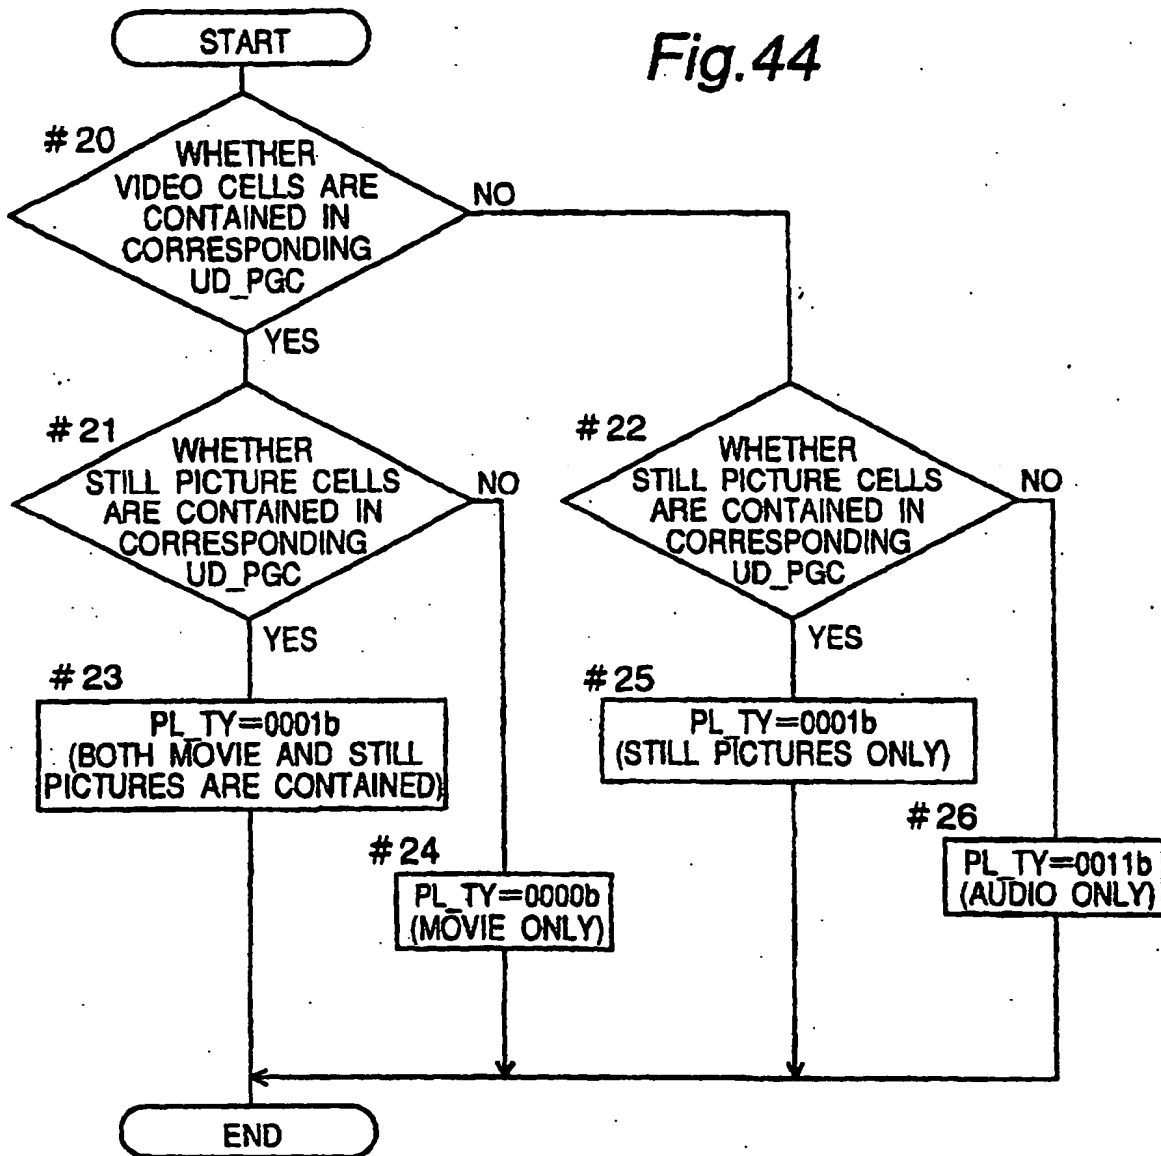 Fig.44
START
#20
WHETHER
VIDEO CELLS ARE
CONTAINED IN
CORRESPONDING
UD_PGC
NO
YES
#21
WHETHER
STILL PICTURE CELLS
ARE CONTAINED IN
CORRESPONDING
UD_PGC
NO
YES
#22
WHETHER
STILL PICTURE CELLS
ARE CONTAINED IN
CORRESPONDING
UD_PGC
NO
YES
#23
PL_TY=0001b
(BOTH MOVIE AND STILL
PICTURES ARE CONTAINED)
#25
PL_TY=0001b
(STILL PICTURES ONLY)
#24
PL_TY=0000b
(MOVIE ONLY)
#26
PL_TY=0011b
(AUDIO ONLY)
END